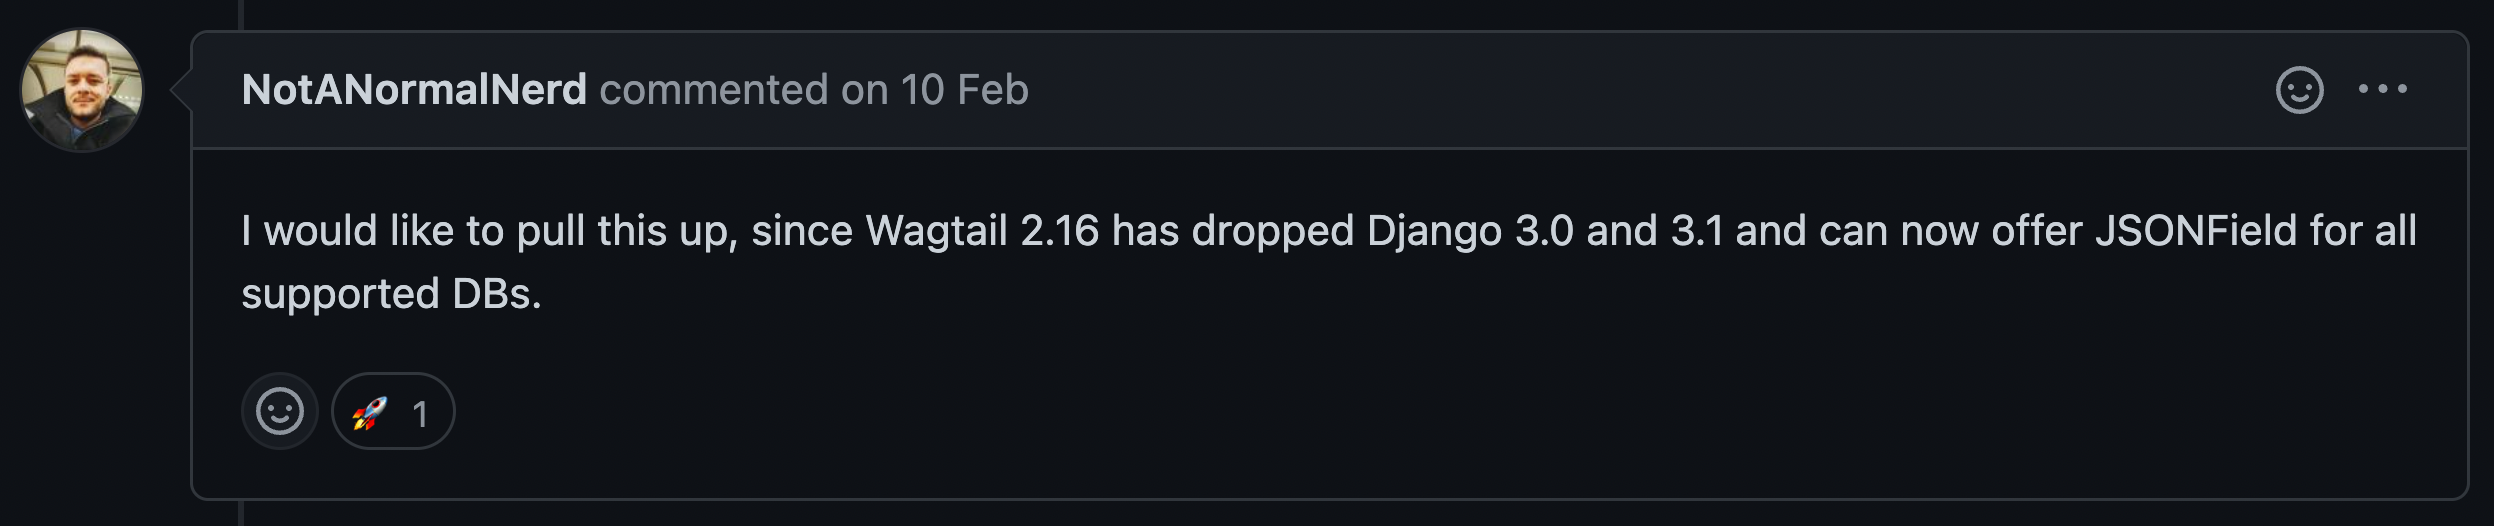 NotANormalNerd commented on 10 Feb
I would like to pull this up, since Wagtail 2.16 has dropped Django 3.0 and 3.1 and can now offer JSONField for all
supported DBs.
🚀 1